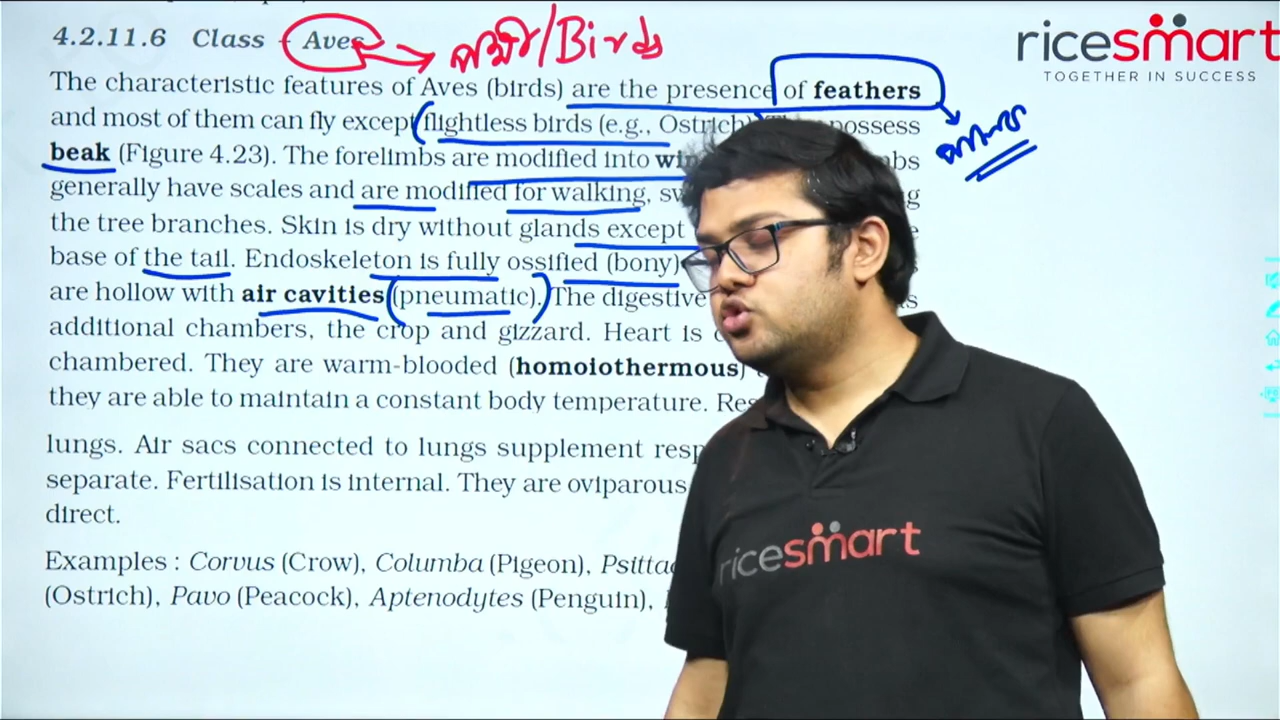 4.2.11.6 Class – Aves
পক্ষী/Birds
ricesmart
TOGETHER IN SUCCESS
The characteristic features of Aves (birds) are the presence of feathers
and most of them can fly except flightless birds (e.g., Ostrich) possess
beak (Figure 4.23). The forelimbs are modified into
generally have scales and are modified for walking,
the tree branches. Skin is dry without glands except
base of the tail. Endoskeleton is fully ossified (bony)
are hollow with air cavities (pneumatic). The digestive
additional chambers, the crop and gizzard. Heart is
chambered. They are warm-blooded (homoiothermous)
they are able to maintain a constant body temperature.
lungs. Air sacs connected to lungs supplement
separate. Fertilisation is internal. They are oviparous
direct.
Examples : Corvus (Crow), Columba (Pigeon),
(Ostrich), Pavo (Peacock), Aptenodytes (Penguin),
ricesmart